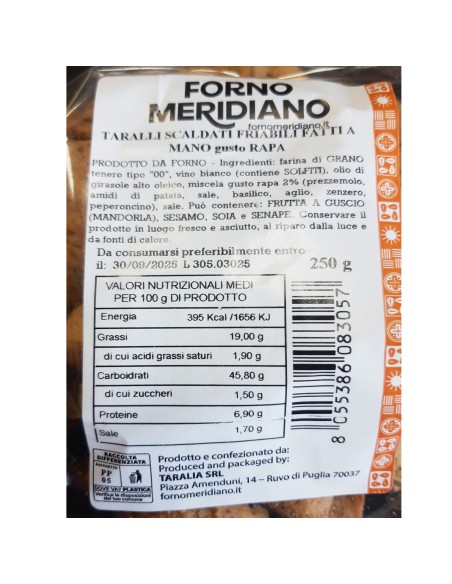 FORNO
MERIDIANO
fornomeridiano.it
TARALLI SCALDATI FRIABILI FATTI A
MANO gusto RAPA
PRODOTTO DA FORNO - Ingredienti: farina di GRANO
tenero tipo "00", vino bianco (contiene SOLFITI), olio di
girasole alto oleico, miscela gusto rapa 2% (prezzemolo,
amidi di patata, sale, basilico, aglio, zenzero,
peperoncino), sale. Può contenere: FRUTTA A GUSCIO
(MANDORLA), SESAMO, SOIA e SENAPE. Conservare il
prodotto in luogo fresco e asciutto, al riparo dalla luce e
da fonti di calore.
Da consumarsi preferibilmente entro
il: 30/09/2025 L 305.03025 250 g
VALORI NUTRIZIONALI MEDI
PER 100 g DI PRODOTTO
Energia 395 Kcal /1656 KJ
Grassi 19,00 g
di cui acidi grassi saturi 1,90 g
Carboidrati 45,80 g
di cui zuccheri 1,50 g
Proteine 6,90 g
Sale 1,70 g
8 055386 083057
RACCOLTA
DIFFERENZIATA
PP
05
DOVE VA? PLASTICA
Verifica le disposizioni
del tuo comune
Prodotto e confezionato da:
Produced and packaged by:
TARALIA SRL
Piazza Amenduni, 14 – Ruvo di Puglia 70037
fornomeridiano.it